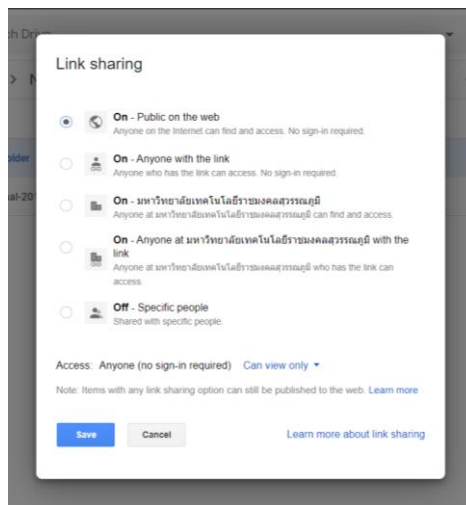 Link sharing
On - Public on the web
Anyone on the Internet can find and access. No sign-in required.
On - Anyone with the link
Anyone who has the link can access. No sign-in required.
On - มหาวิทยาลัยเทคโนโลยีราชมงคลสุวรรณภูมิ
Anyone at มหาวิทยาลัยเทคโนโลยีราชมงคลสุวรรณภูมิ can find and access.
On - Anyone at มหาวิทยาลัยเทคโนโลยีราชมงคลสุวรรณภูมิ with the
link
Anyone at มหาวิทยาลัยเทคโนโลยีราชมงคลสุวรรณภูมิ who has the link can
access.
Off - Specific people
Shared with specific people.
Access: Anyone (no sign-in required) Can view only
Note: Items with any link sharing option can still be published to the web. Learn more
Save Cancel Learn more about link sharing